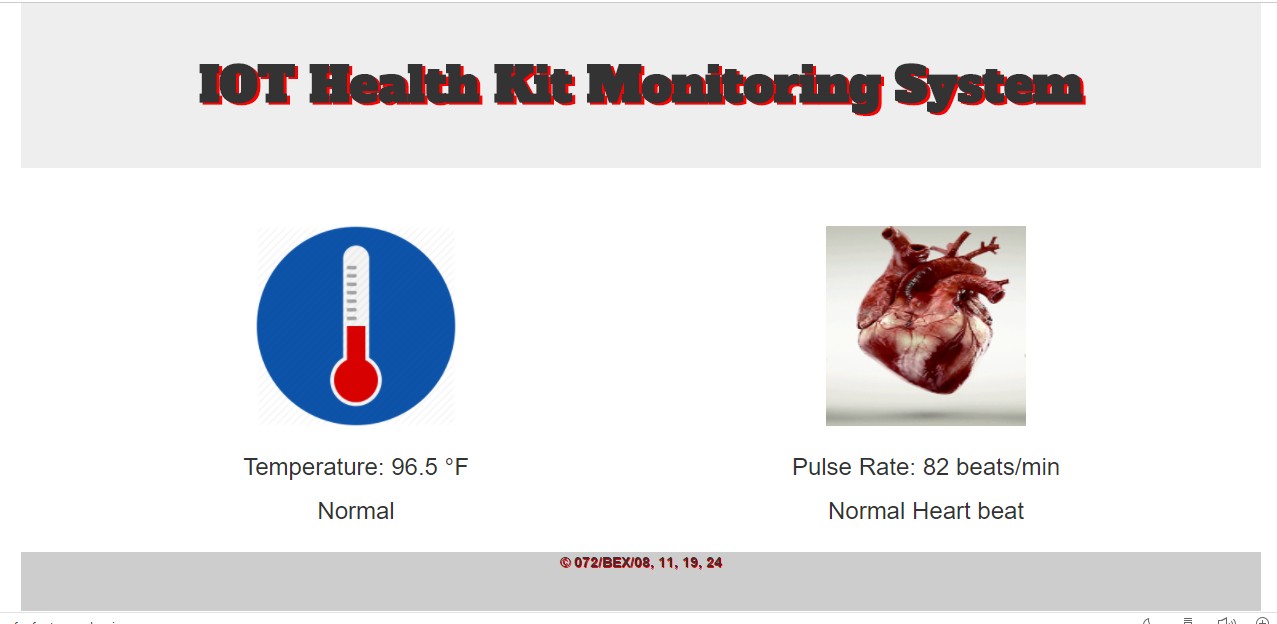 IOT Health Kit Monitoring System
Temperature: 96.5 °F
Normal
Pulse Rate: 82 beats/min
Normal Heart beat
© 072/BEX/08, 11, 19, 24